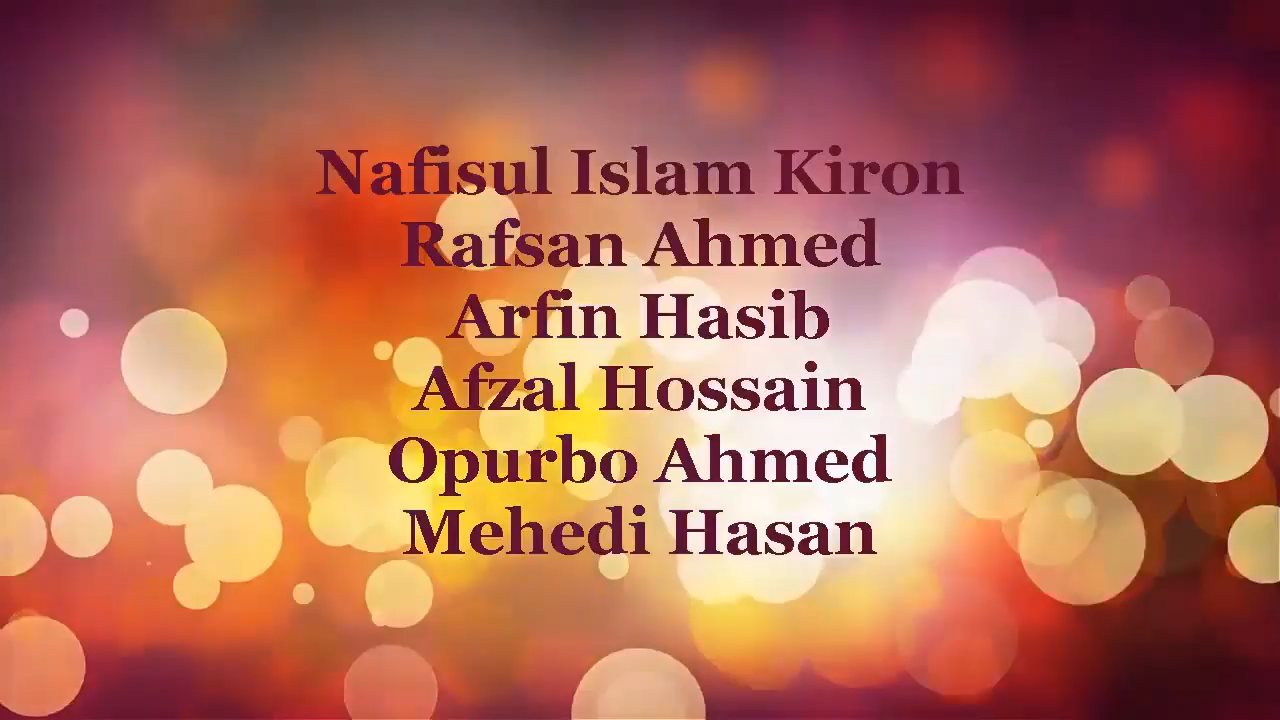 Nafisul Islam Kiron
Rafsan Ahmed
Arfin Hasib
Afzal Hossain
Opurbo Ahmed
Mehedi Hasan